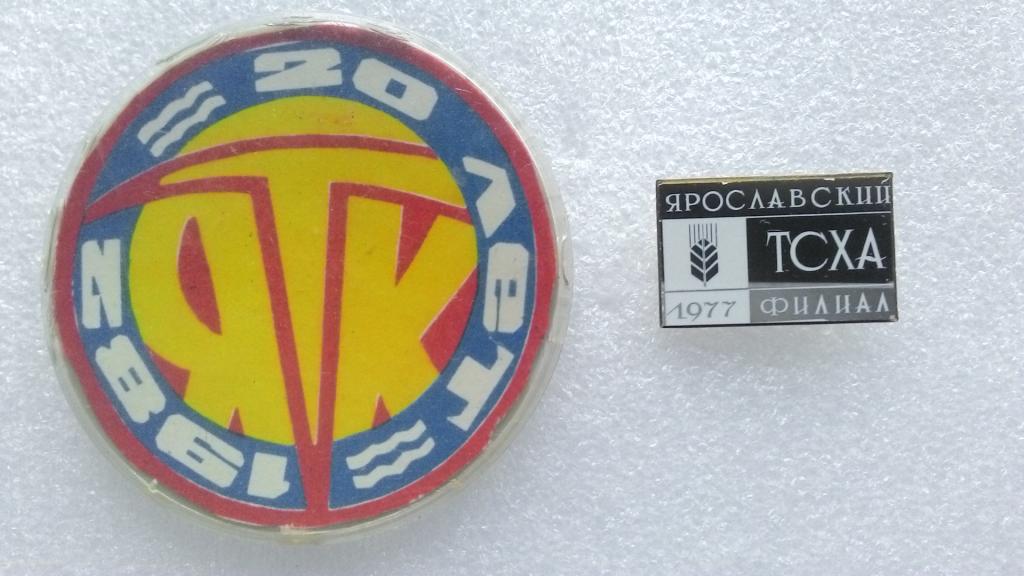 20 лет
ЯТК
1982
ЯРОСЛАВСКИЙ
ТСХА
1977 ФИЛИАЛ